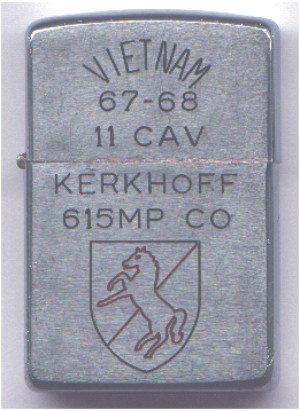 VIETNAM
67-68
11 CAV
KERKHOFF
615MP CO